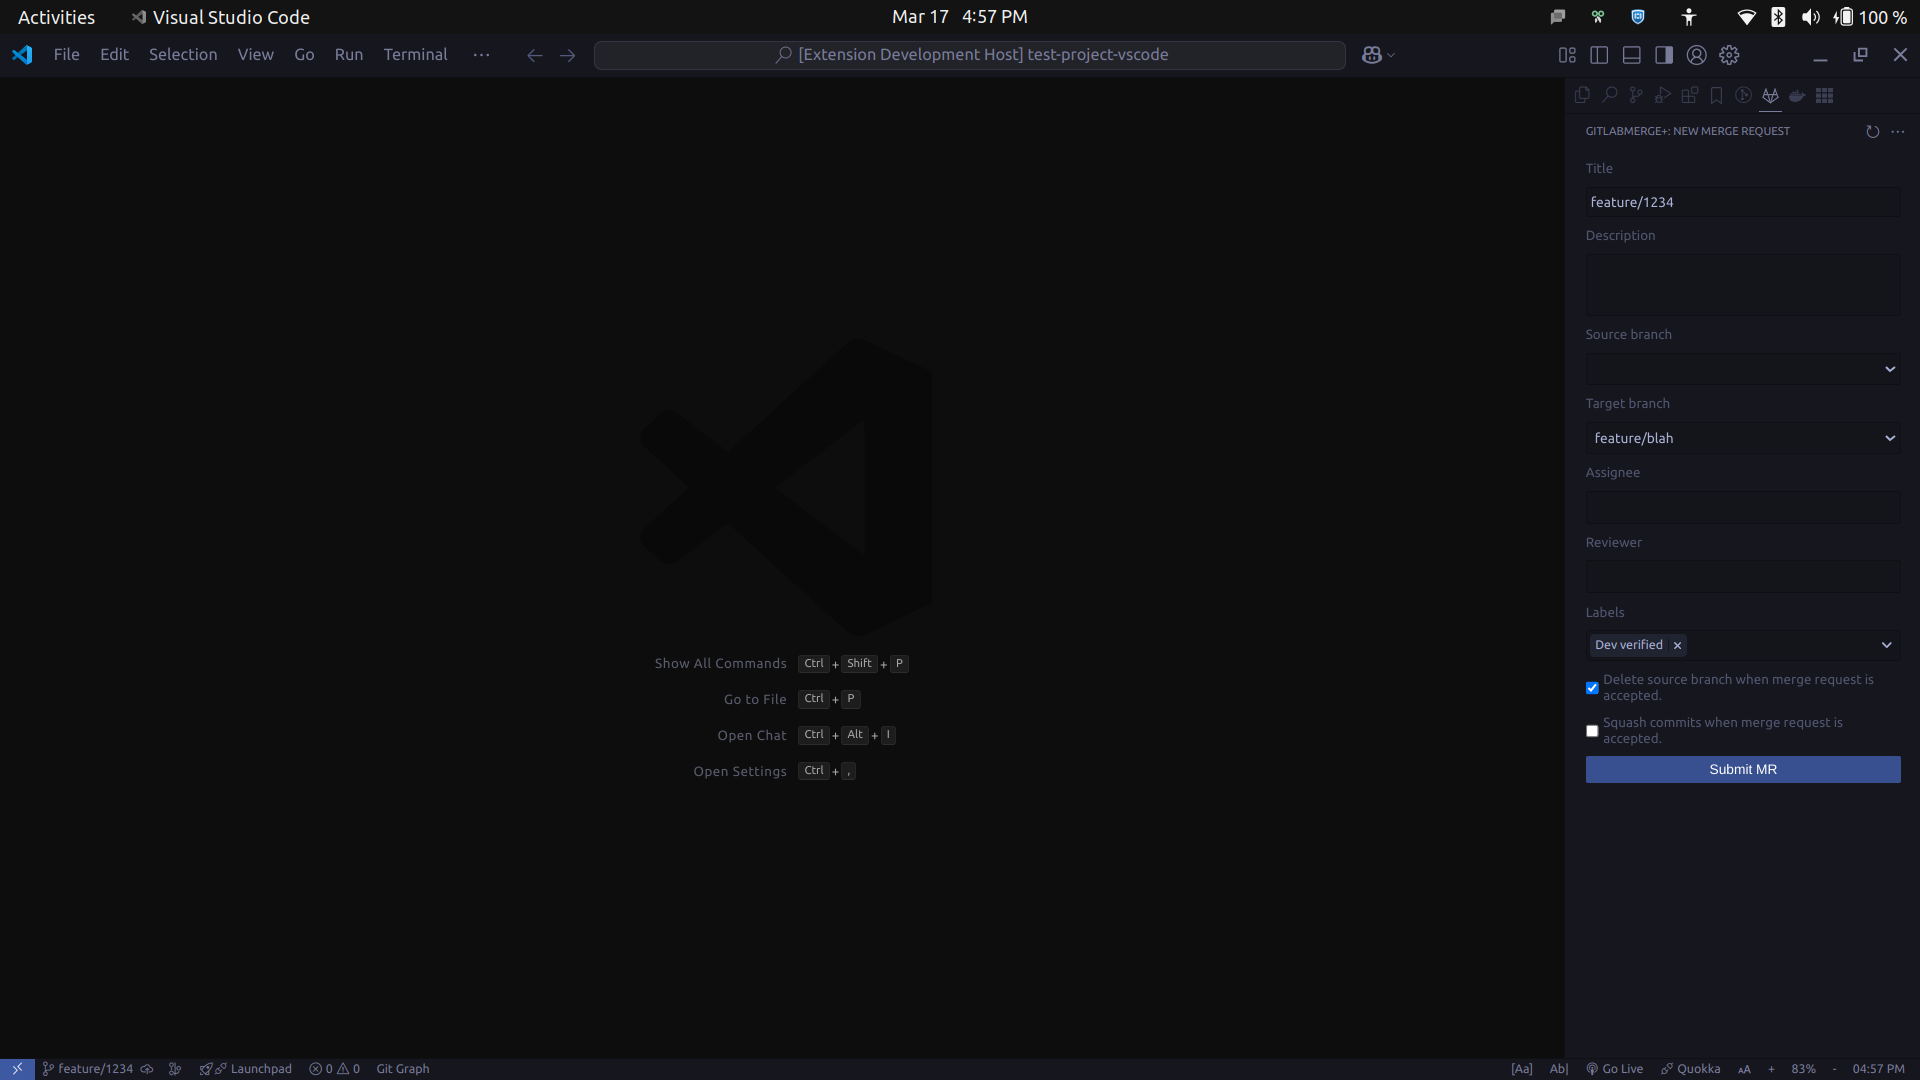 Activities Visual Studio Code Mar 17 4:57 PM 100 %
File Edit Selection View Go Run Terminal ··· [Extension Development Host] test-project-vscode
GITLABMERGE+: NEW MERGE REQUEST
Title
feature/1234
Description
Source branch
Target branch
feature/blah
Assignee
Reviewer
Labels
Dev verified ×
Delete source branch when merge request is
accepted.
Squash commits when merge request is
accepted.
Submit MR
Show All Commands Ctrl + Shift + P
Go to File Ctrl + P
Open Chat Ctrl + Alt + I
Open Settings Ctrl + ,
feature/1234 Launchpad 0 0 Git Graph [Aa] Ab| Go Live Quokka AA + 83% - 04:57 PM